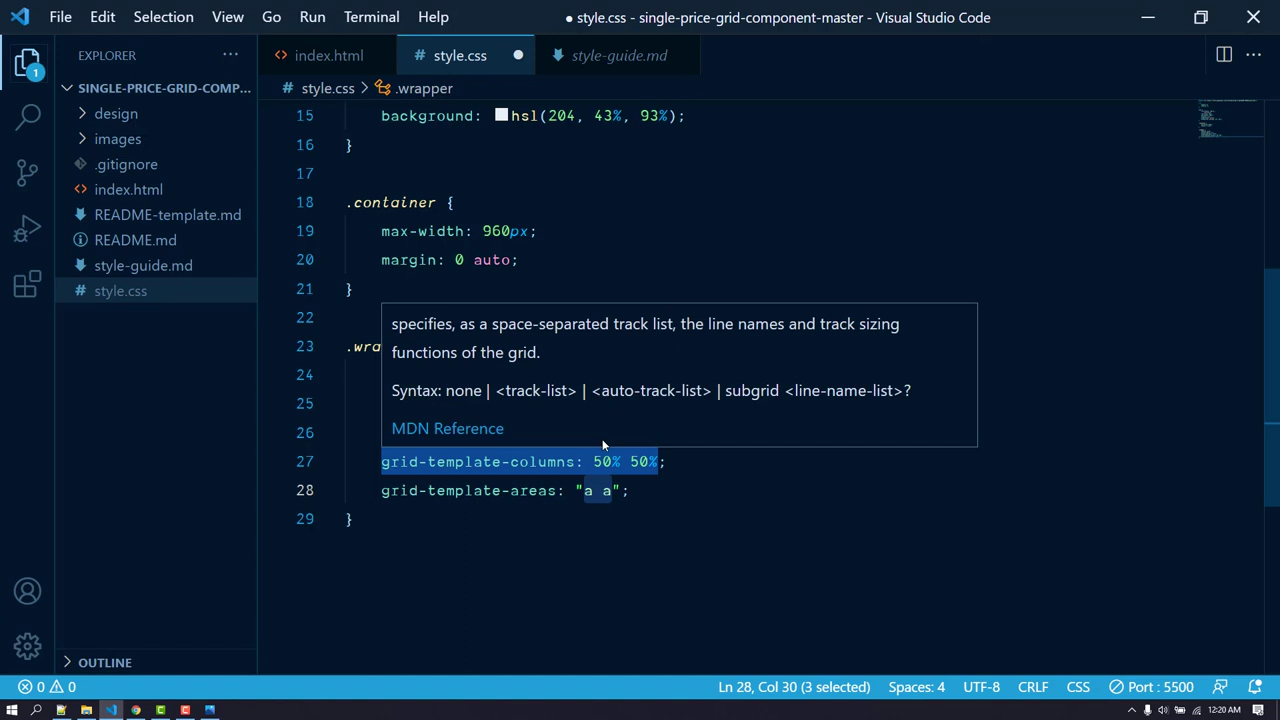 File Edit Selection View Go Run Terminal Help
● style.css - single-price-grid-component-master - Visual Studio Code
EXPLORER
index.html
style.css
style-guide.md
SINGLE-PRICE-GRID-COMP...
design
images
.gitignore
index.html
README-template.md
README.md
style-guide.md
style.css
OUTLINE
1
style.css > .wrapper
15 background: hsl(204, 43%, 93%);
16 }
17
18 .container {
19 max-width: 960px;
20 margin: 0 auto;
21 }
22
23 .wra
24
25
26
specifies, as a space-separated track list, the line names and track sizing
functions of the grid.
Syntax: none | <track-list> | <auto-track-list> | subgrid <line-name-list>?
MDN Reference
27 grid-template-columns: 50% 50%;
28 grid-template-areas: "a a";
29 }
0 0 Ln 28, Col 30 (3 selected) Spaces: 4 UTF-8 CRLF CSS Port : 5500
12:20 AM